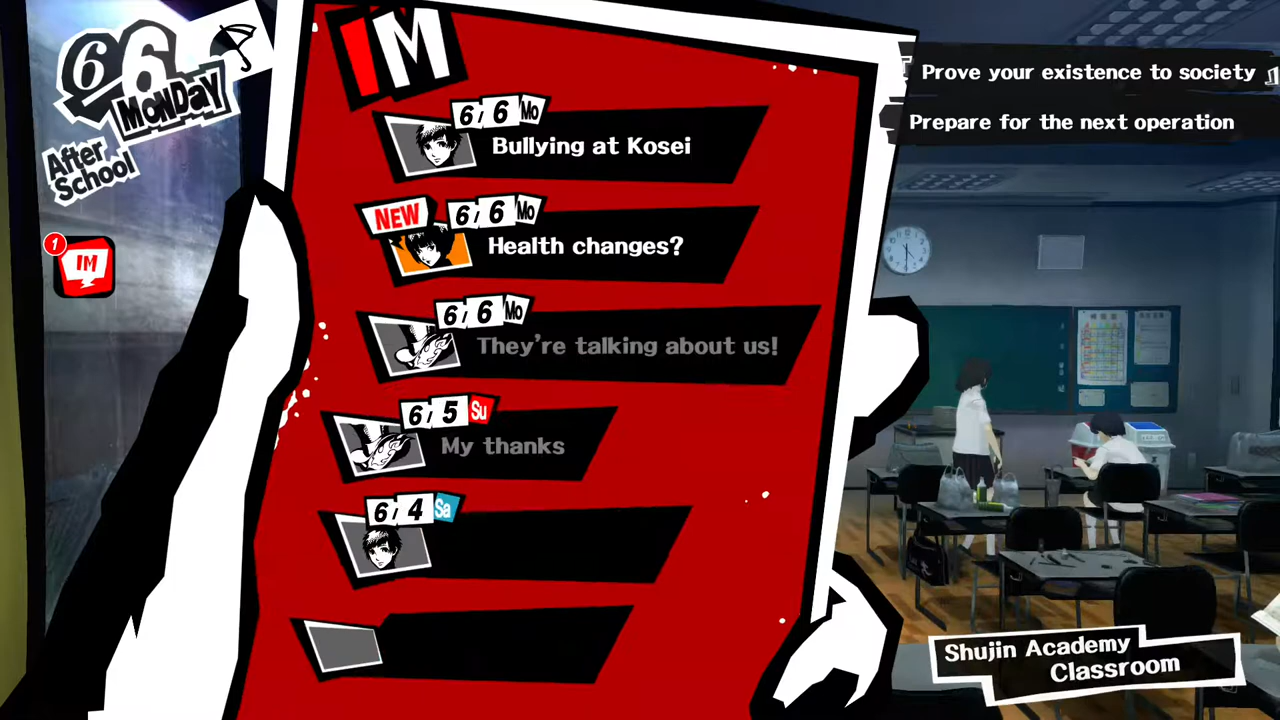 6/6
MONDAY
After
School
1
IM
IM
6/6 Mo
Bullying at Kosei
NEW
6/6 Mo
Health changes?
6/6 Mo
They're talking about us!
6/5 Su
My thanks
6/4 Sa
Prove your existence to society
Prepare for the next operation
Shujin Academy
Classroom